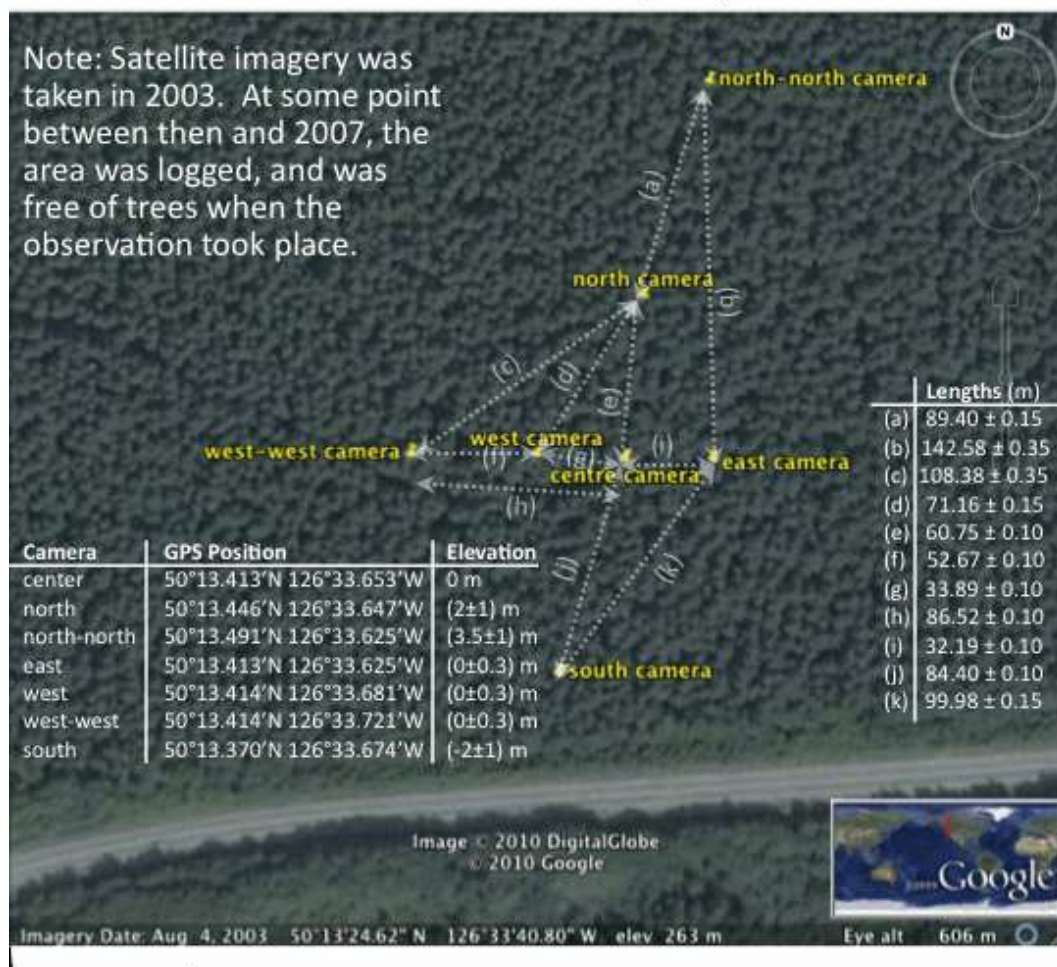 Note: Satellite imagery was
taken in 2003. At some point
between then and 2007, the
area was logged, and was
free of trees when the
observation took place.
N
north-north camera
(a)
north camera
(b)
(c)
(d)
(e)
west-west camera
west camera
(i)
(f)
(g)
centre camera
east camera
(h)
(j)
(k)
south camera
Lengths (m)
(a) 89.40 ± 0.15
(b) 142.58 ± 0.35
(c) 108.38 ± 0.35
(d) 71.16 ± 0.15
(e) 60.75 ± 0.10
(f) 52.67 ± 0.10
(g) 33.89 ± 0.10
(h) 86.52 ± 0.10
(i) 32.19 ± 0.10
(j) 84.40 ± 0.10
(k) 99.98 ± 0.15
Camera GPS Position Elevation
center 50°13.413′N 126°33.653′W 0 m
north 50°13.446′N 126°33.647′W (2±1) m
north-north 50°13.491′N 126°33.625′W (3.5±1) m
east 50°13.413′N 126°33.625′W (0±0.3) m
west 50°13.414′N 126°33.681′W (0±0.3) m
west-west 50°13.414′N 126°33.721′W (0±0.3) m
south 50°13.370′N 126°33.674′W (-2±1) m
Image © 2010 DigitalGlobe
© 2010 Google
Google
Imagery Date: Aug 4, 2003 50°13'24.62" N 126°33'40.80" W elev 263 m Eye alt 606 m